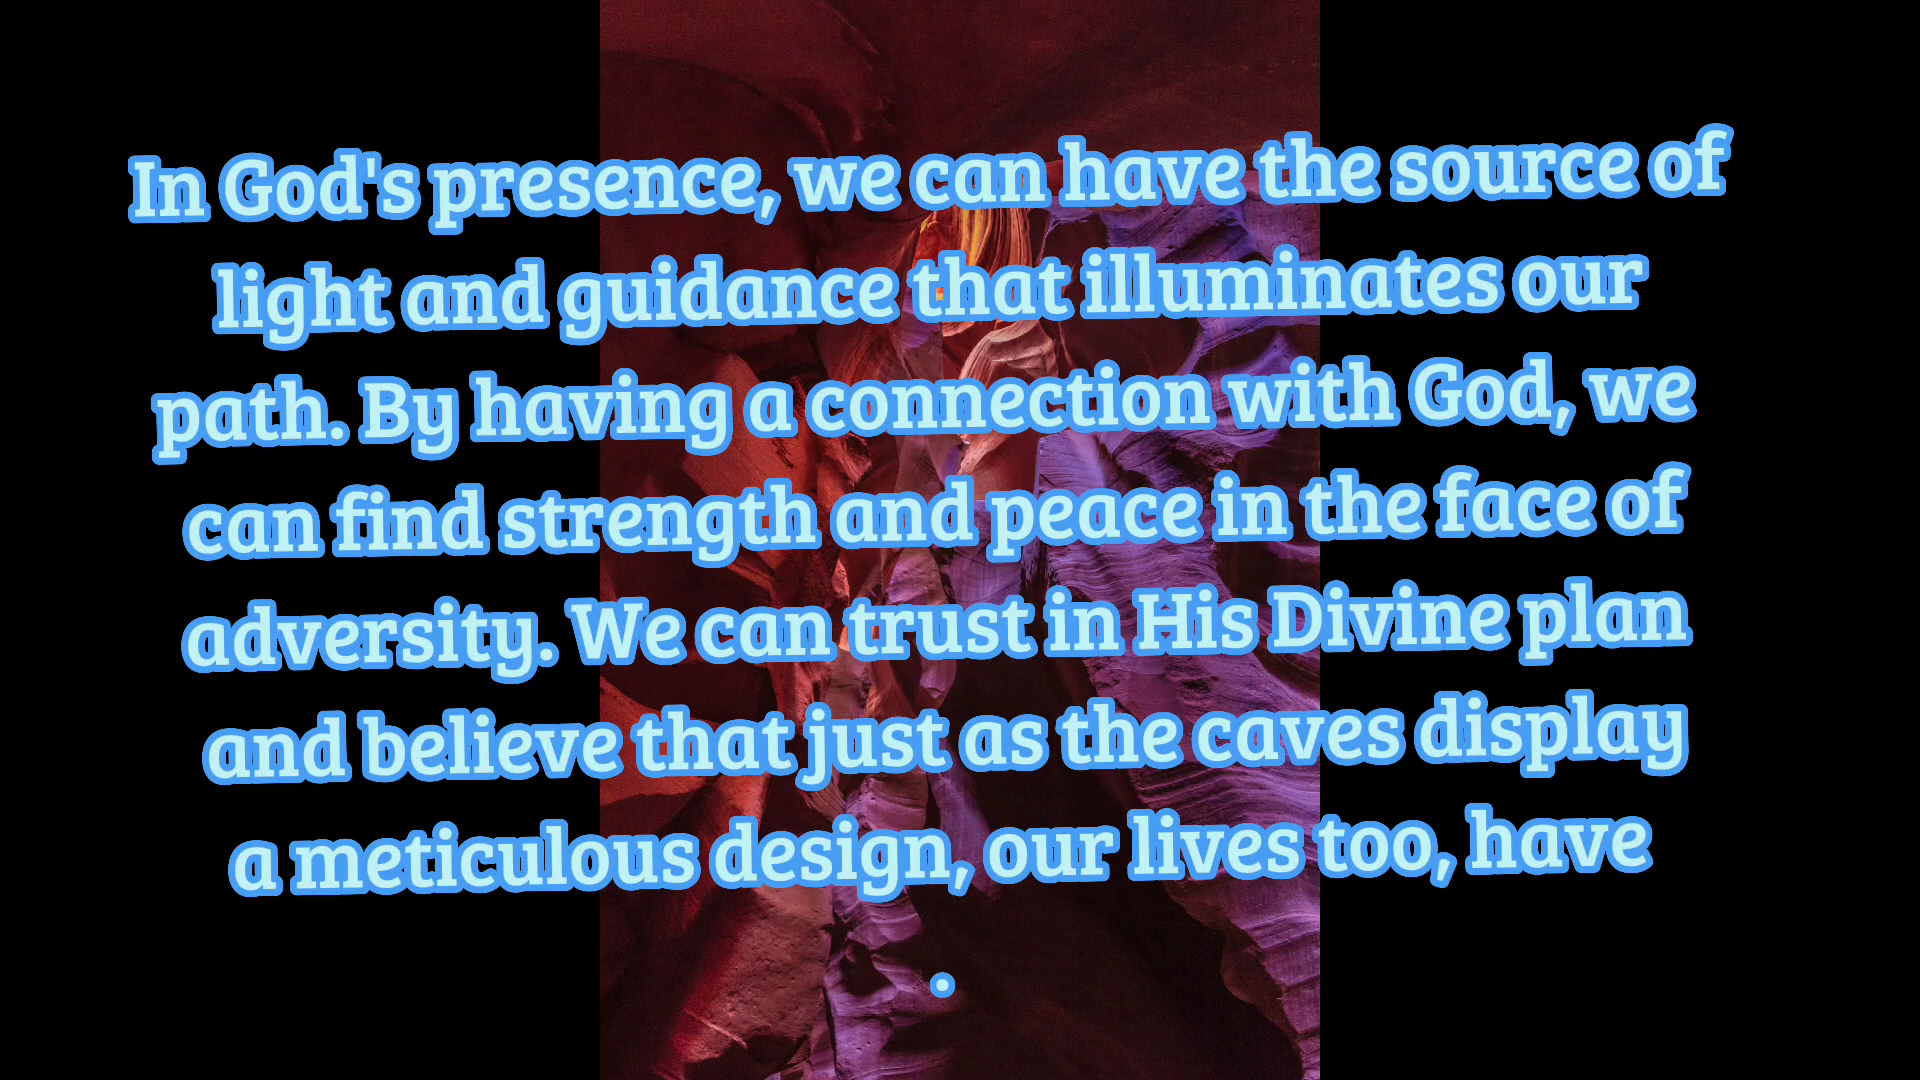 In God's presence, we can have the source of
light and guidance that illuminates our
path. By having a connection with God, we
can find strength and peace in the face of
adversity. We can trust in His Divine plan
and believe that just as the caves display
a meticulous design, our lives too, have
.